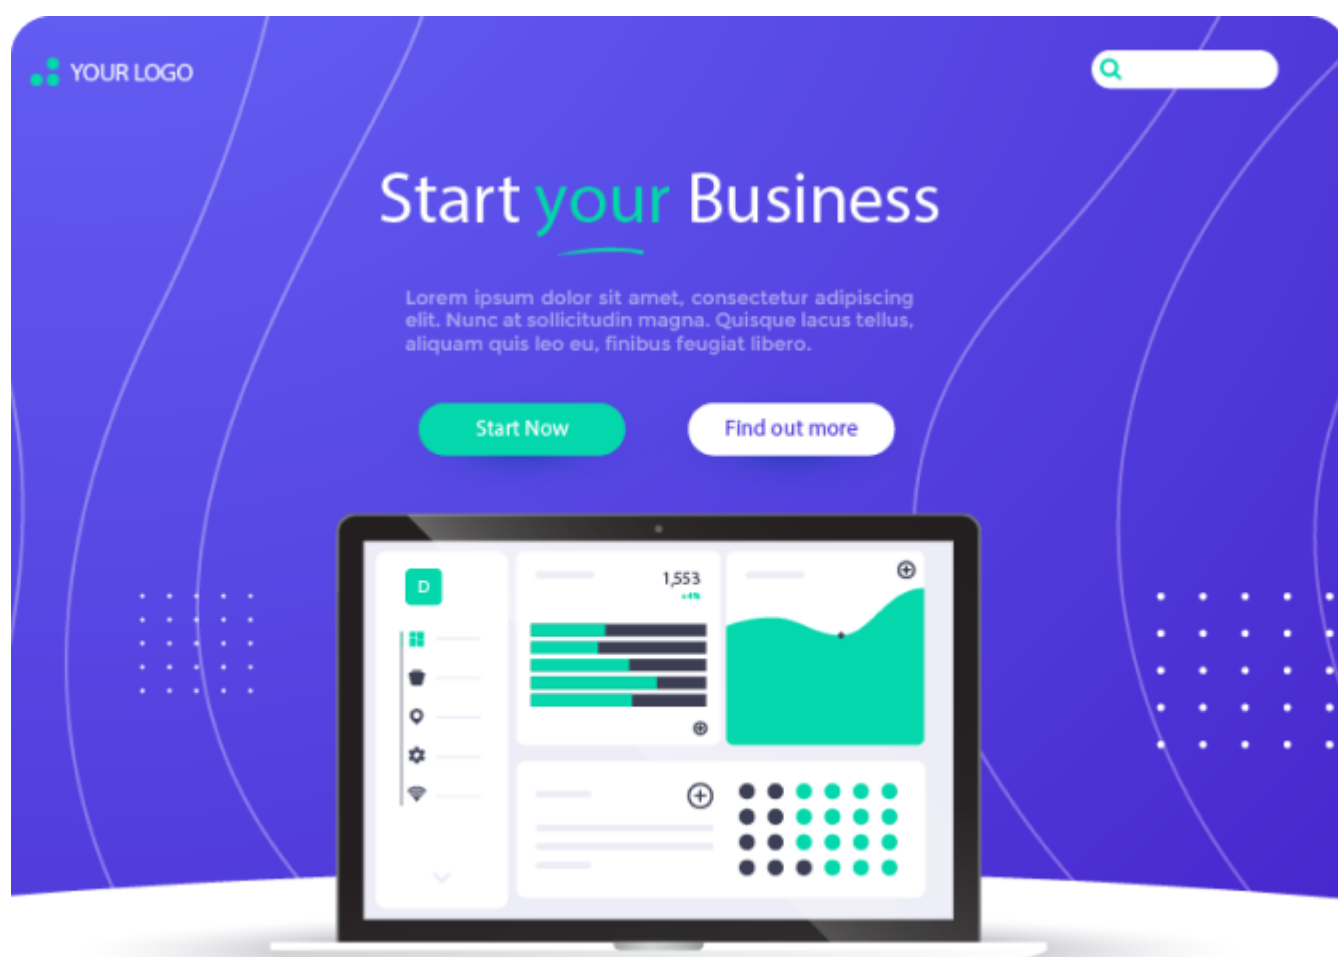 YOUR LOGO
Start your Business
Lorem ipsum dolor sit amet, consectetur adipiscing
elit. Nunc at sollicitudin magna. Quisque lacus tellus,
aliquam quis leo eu, finibus feugiat libero.
Start Now
Find out more
D
1,553
+4%